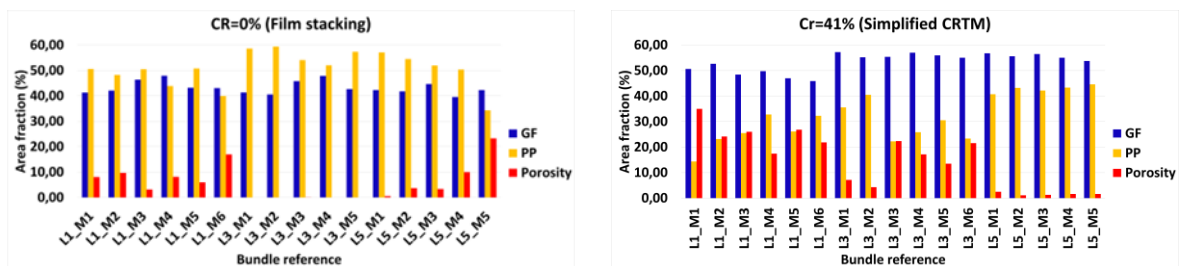 CR=0% (Film stacking)
Area fraction (%)
60,00
50,00
40,00
30,00
20,00
10,00
0,00
L1_M1
L1_M2
L1_M3
L1_M4
L1_M5
L1_M6
L3_M1
L3_M2
L3_M3
L3_M4
L3_M5
L5_M1
L5_M2
L5_M3
L5_M4
L5_M5
Bundle reference
GF
PP
Porosity
Cr=41% (Simplified CRTM)
Area fraction (%)
60,00
50,00
40,00
30,00
20,00
10,00
0,00
L1_M1
L1_M2
L1_M3
L1_M4
L1_M5
L1_M6
L3_M1
L3_M2
L3_M3
L3_M4
L3_M5
L3_M6
L5_M1
L5_M2
L5_M3
L5_M4
L5_M5
Bundle reference
GF
PP
Porosity